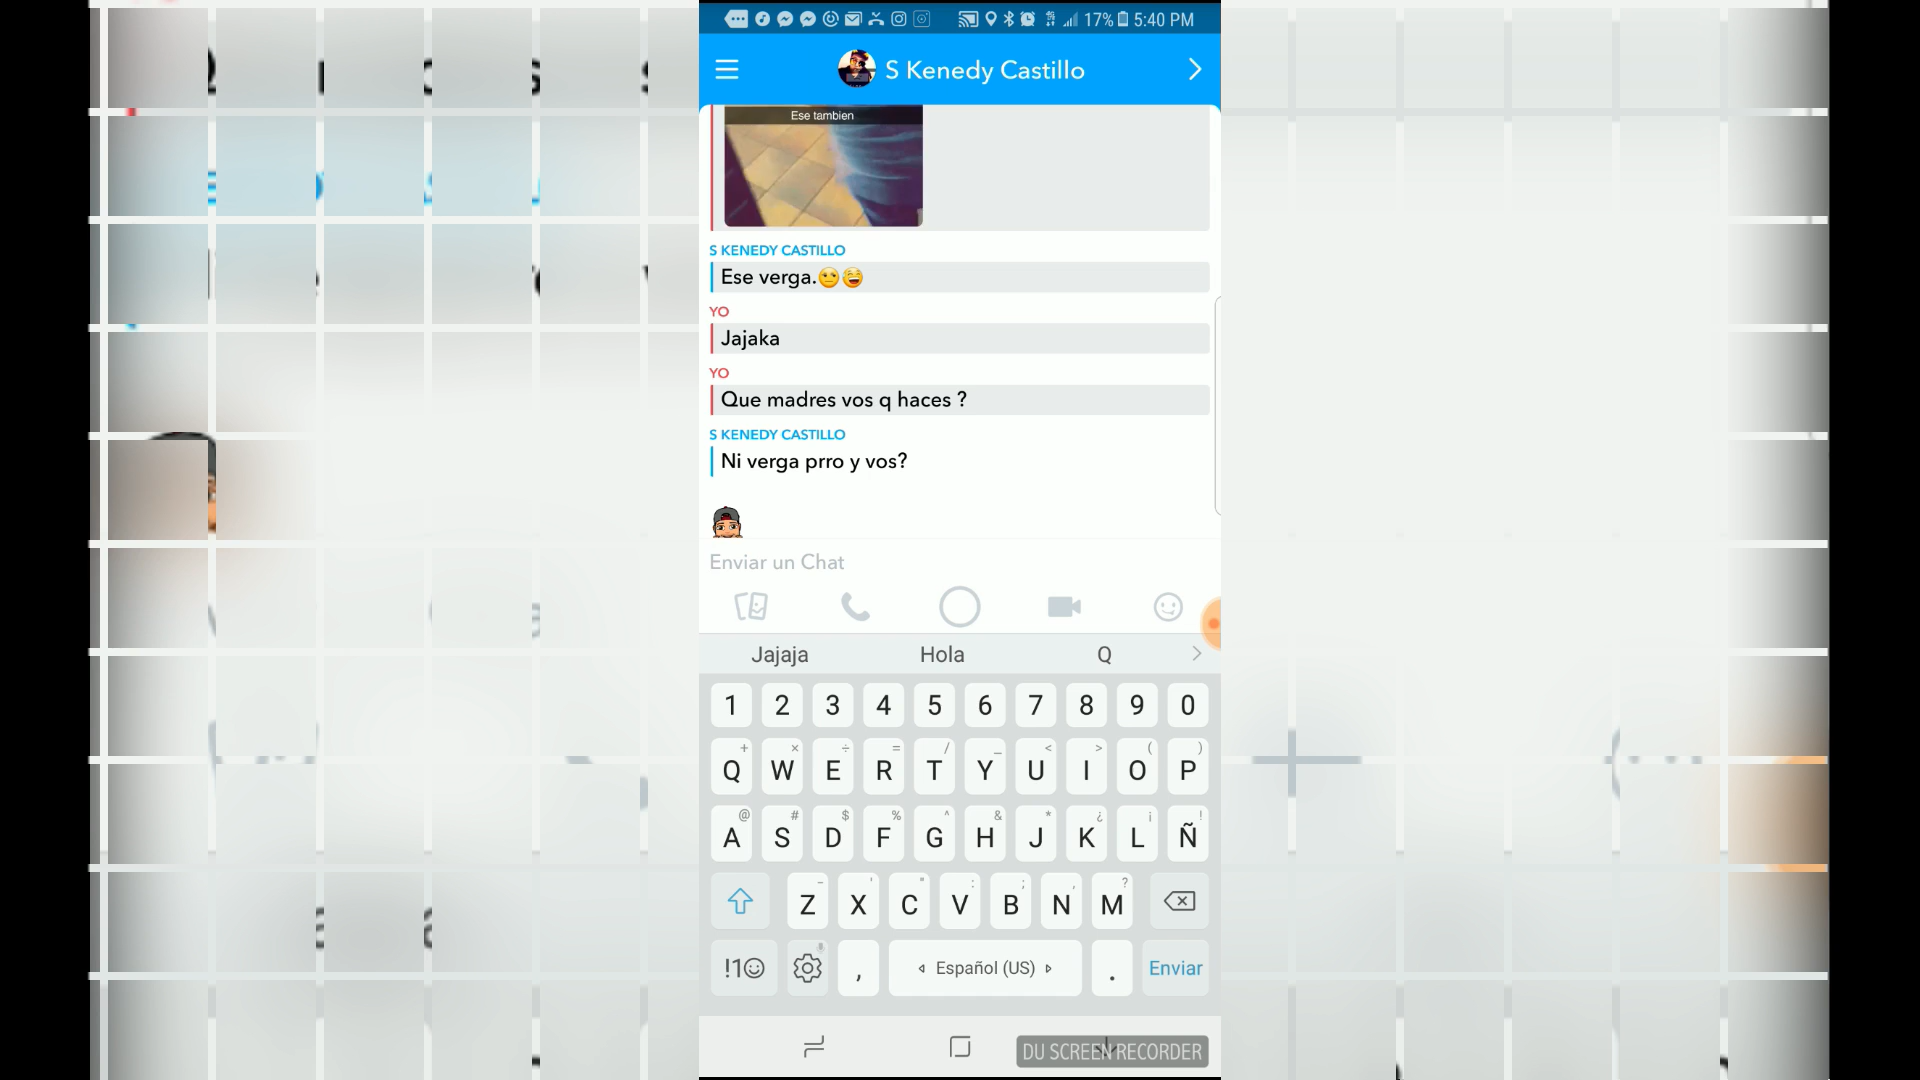 17% 5:40 PM
S Kenedy Castillo
Ese tambien
S KENEDY CASTILLO
Ese verga.🤨😅
YO
Jajaka
YO
Que madres vos q haces ?
S KENEDY CASTILLO
Ni verga prro y vos?
Enviar un Chat
Jajaja Hola Q
1 2 3 4 5 6 7 8 9 0
+ × ÷ = / _ < > ( )
Q W E R T Y U I O P
@ # $ % ^ & * ¿ ¡ !
A S D F G H J K L Ñ
- ' " : ; , ?
Z X C V B N M
!1☺ , Español (US) . Enviar
DU SCREEN RECORDER